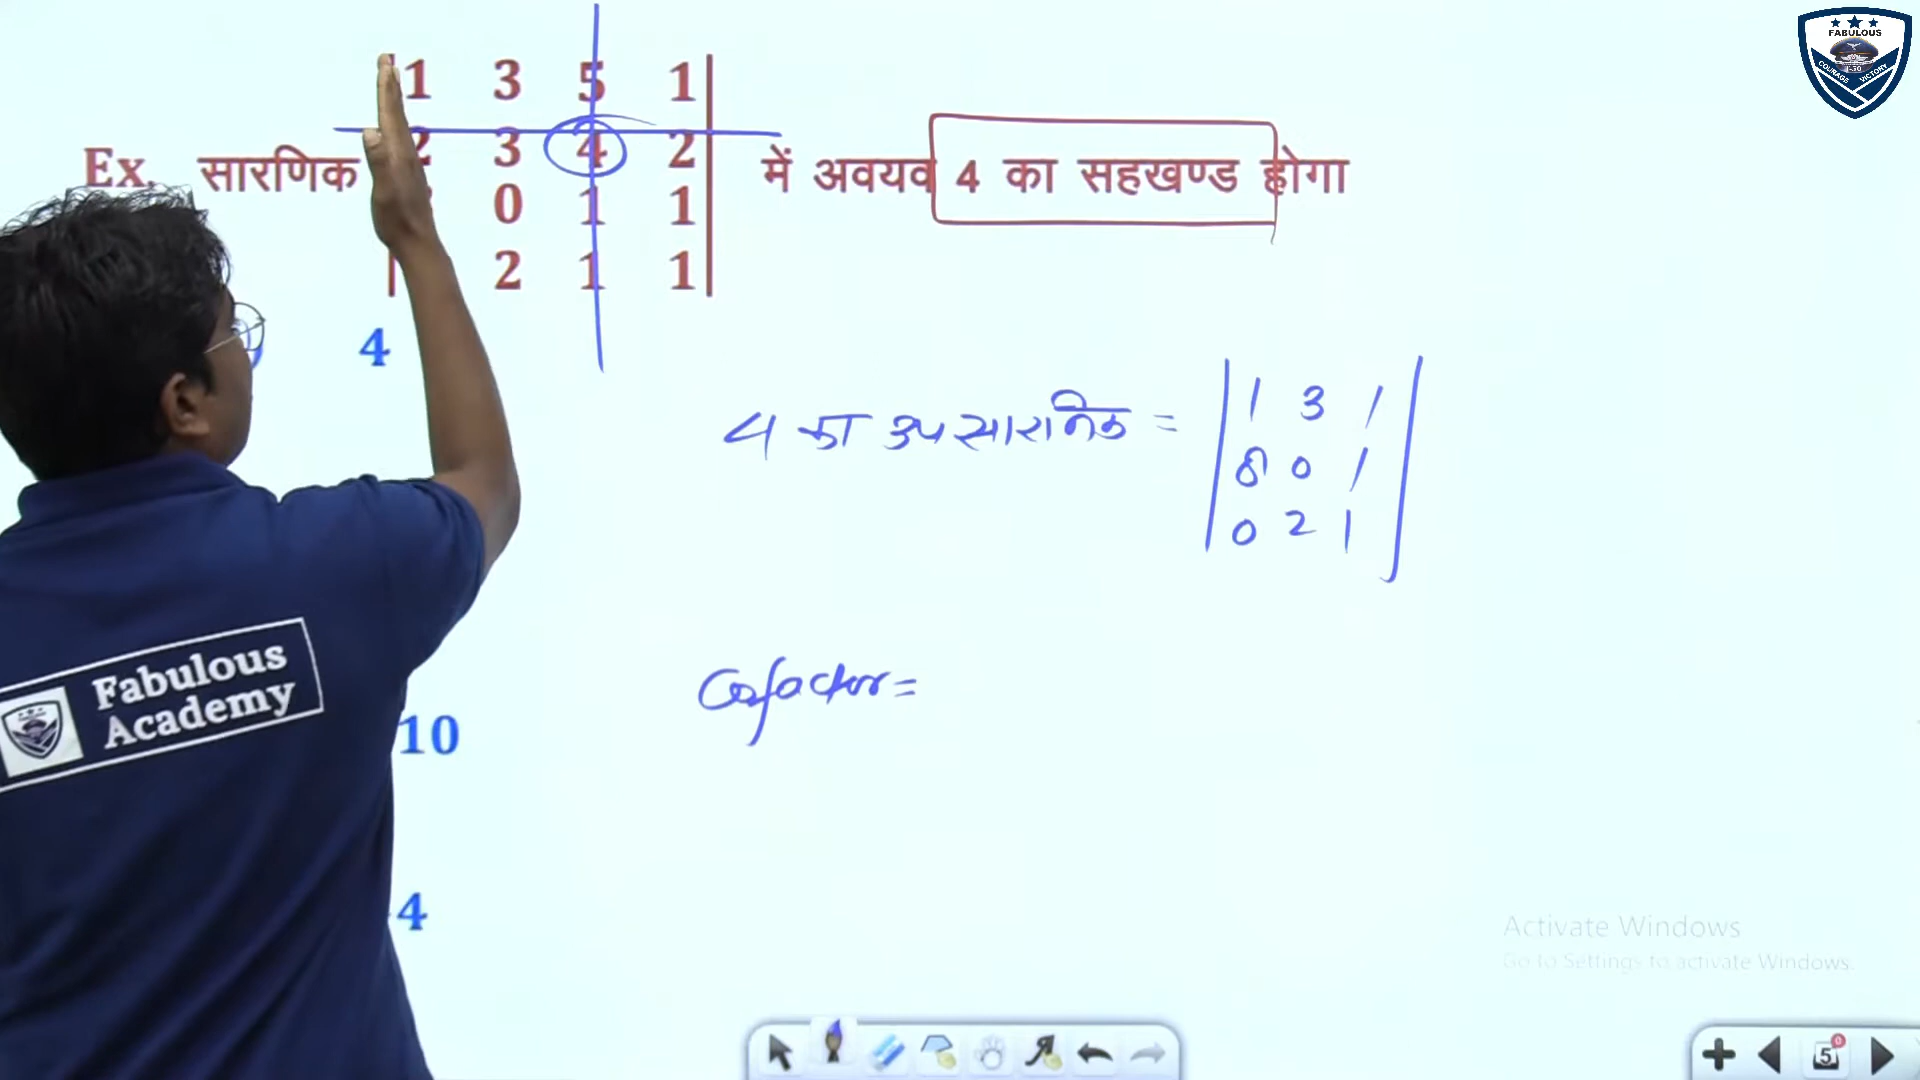 FABULOUS
COURAGE VICTORY
1 3 5 1
Ex. सारणिक 2 3 4 2 में अवयव 4 का सहखण्ड होगा
0 1 1
2 1 1
4
4 का उपसारनिक = 1 3 1
8 0 1
0 2 1
Cofactor =
Fabulous
Academy
10
4
Activate Windows
Go to Settings to activate Windows.
5